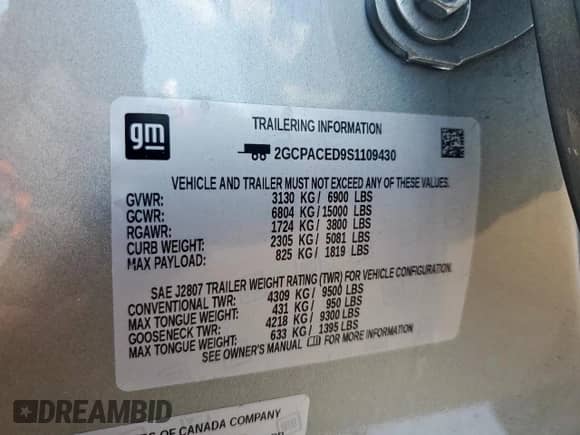 gm
TRAILERING INFORMATION
2GCPACED9S1109430
VEHICLE AND TRAILER MUST NOT EXCEED ANY OF THESE VALUES.
GVWR: 3130 KG/ 6900 LBS
GCWR: 6804 KG/15000 LBS
RGAWR: 1724 KG/ 3800 LBS
CURB WEIGHT: 2305 KG/ 5081 LBS
MAX PAYLOAD: 825 KG/ 1819 LBS
SAE J2807 TRAILER WEIGHT RATING (TWR) FOR VEHICLE CONFIGURATION.
CONVENTIONAL TWR: 4309 KG/ 9500 LBS
MAX TONGUE WEIGHT: 431 KG/ 950 LBS
GOOSENECK TWR: 4218 KG/ 9300 LBS
MAX TONGUE WEIGHT: 633 KG/ 1395 LBS
SEE OWNER'S MANUAL FOR MORE INFORMATION
OF CANADA COMPANY
gm
DREAMBID